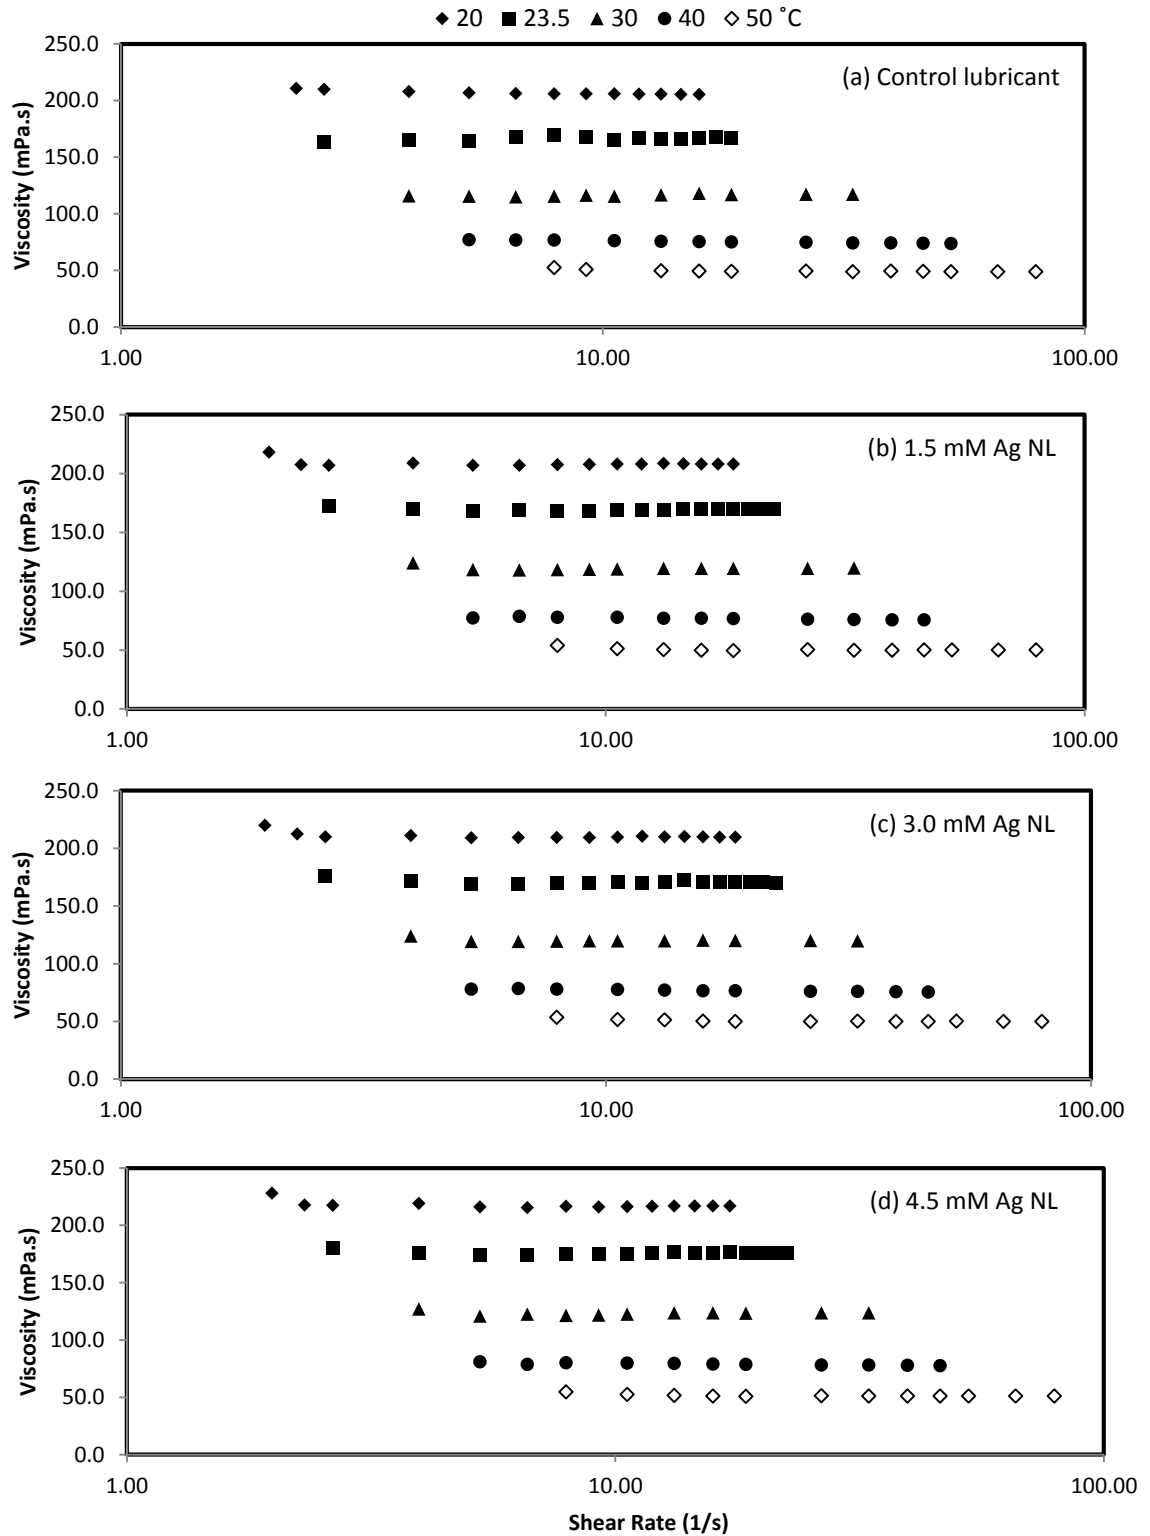 20 23.5 30 40 50 ˚C
(a) Control lubricant
Viscosity (mPa.s)
250.0
200.0
150.0
100.0
50.0
0.0
1.00 10.00 100.00
(b) 1.5 mM Ag NL
Viscosity (mPa.s)
250.0
200.0
150.0
100.0
50.0
0.0
1.00 10.00 100.00
(c) 3.0 mM Ag NL
Viscosity (mPa.s)
250.0
200.0
150.0
100.0
50.0
0.0
1.00 10.00 100.00
(d) 4.5 mM Ag NL
Viscosity (mPa.s)
250.0
200.0
150.0
100.0
50.0
0.0
1.00 10.00 100.00
Shear Rate (1/s)